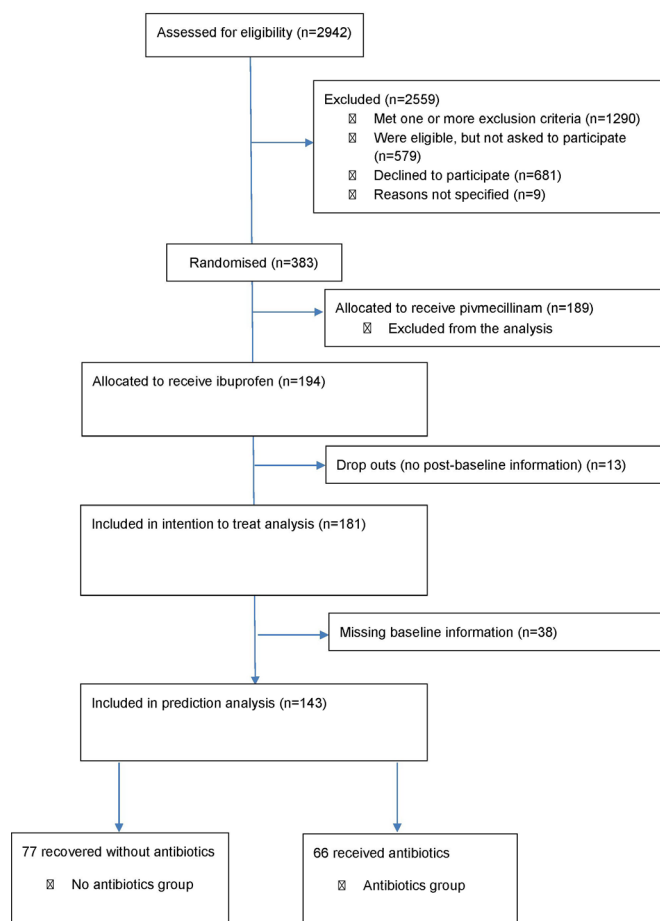 Assessed for eligibility (n=2942)
Excluded (n=2559)
Met one or more exclusion criteria (n=1290)
Were eligible, but not asked to participate
(n=579)
Declined to participate (n=681)
Reasons not specified (n=9)
Randomised (n=383)
Allocated to receive pivmecillinam (n=189)
Excluded from the analysis
Allocated to receive ibuprofen (n=194)
Drop outs (no post-baseline information) (n=13)
Included in intention to treat analysis (n=181)
Missing baseline information (n=38)
Included in prediction analysis (n=143)
77 recovered without antibiotics
No antibiotics group
66 received antibiotics
Antibiotics group